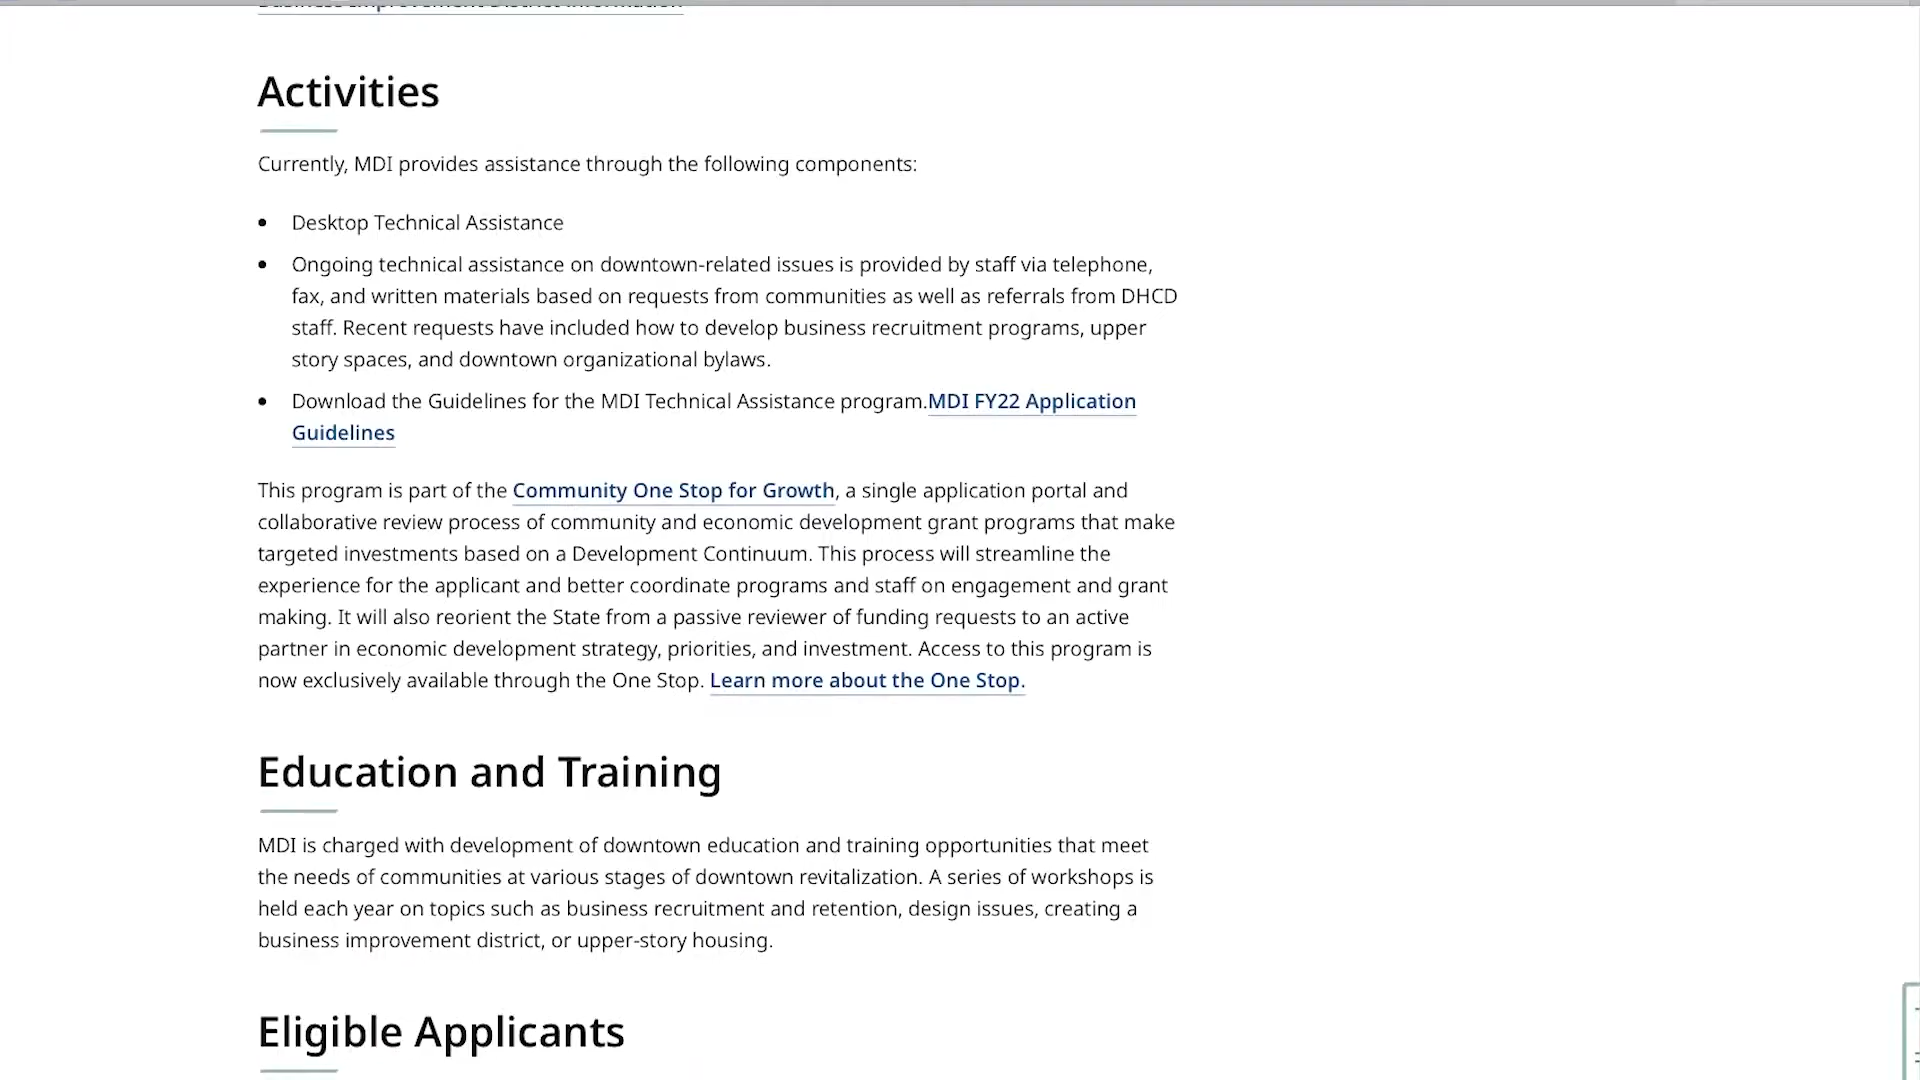 Business Improvement District Information
Activities
Currently, MDI provides assistance through the following components:
Desktop Technical Assistance
Ongoing technical assistance on downtown-related issues is provided by staff via telephone,
fax, and written materials based on requests from communities as well as referrals from DHCD
staff. Recent requests have included how to develop business recruitment programs, upper
story spaces, and downtown organizational bylaws.
Download the Guidelines for the MDI Technical Assistance program.MDI FY22 Application
Guidelines
This program is part of the Community One Stop for Growth, a single application portal and
collaborative review process of community and economic development grant programs that make
targeted investments based on a Development Continuum. This process will streamline the
experience for the applicant and better coordinate programs and staff on engagement and grant
making. It will also reorient the State from a passive reviewer of funding requests to an active
partner in economic development strategy, priorities, and investment. Access to this program is
now exclusively available through the One Stop. Learn more about the One Stop.
Education and Training
MDI is charged with development of downtown education and training opportunities that meet
the needs of communities at various stages of downtown revitalization. A series of workshops is
held each year on topics such as business recruitment and retention, design issues, creating a
business improvement district, or upper-story housing.
Eligible Applicants